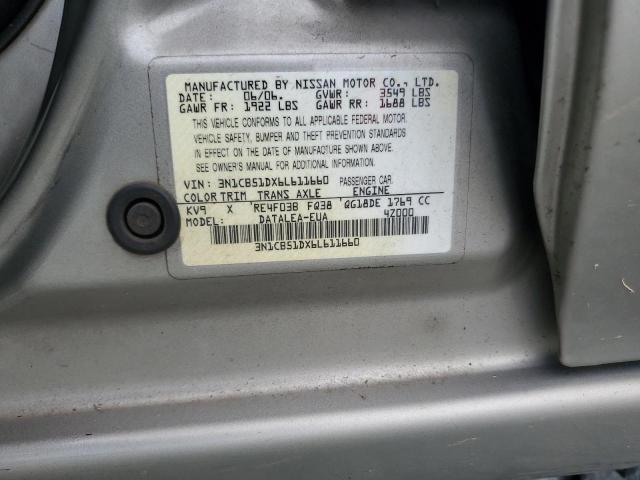 MANUFACTURED BY NISSAN MOTOR CO., LTD.
DATE: 06/06. GVWR: 3549 LBS
GAWR FR: 1922 LBS GAWR RR: 1688 LBS
THIS VEHICLE CONFORMS TO ALL APPLICABLE FEDERAL MOTOR
VEHICLE SAFETY, BUMPER AND THEFT PREVENTION STANDARDS
IN EFFECT ON THE DATE OF MANUFACTURE SHOWN ABOVE.
SEE OWNER'S MANUAL FOR ADDITIONAL INFORMATION.
VIN: 3N1CB51DX6L611660 PASSENGER CAR
COLOR TRIM TRANS AXLE ENGINE
KV9 X RE4F03B FQ38 QG18DE 1769 CC
MODEL: DATALEA-EUA 4Z000
3N1CB51DX6L611660